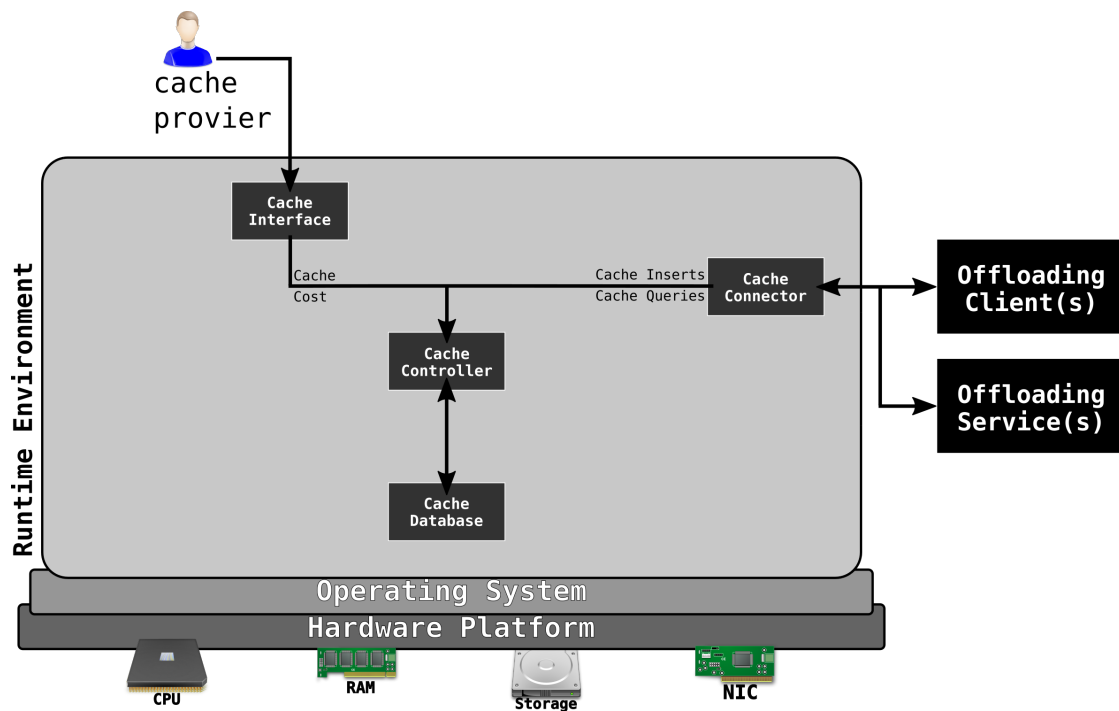 cache
provier
Cache
Interface
Cache
Cost
Cache Inserts
Cache Queries
Cache
Connector
Offloading
Client(s)
Cache
Controller
Offloading
Service(s)
Cache
Database
Runtime Environment
Operating System
Hardware Platform
CPU
RAM
Storage
NIC